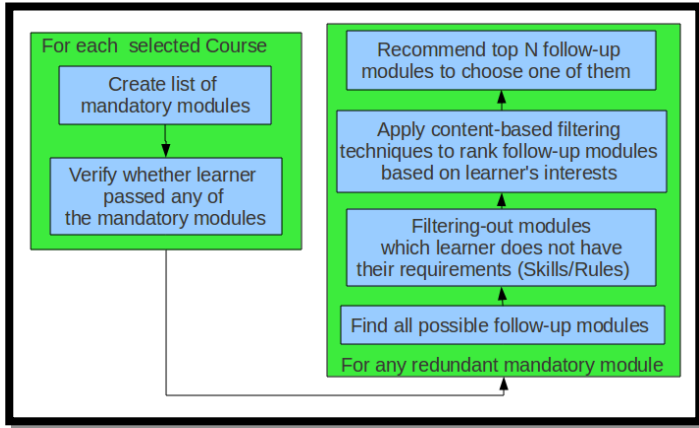 For each selected Course
Create list of
mandatory modules
Verify whether learner
passed any of
the mandatory modules
Recommend top N follow-up
modules to choose one of them
Apply content-based filtering
techniques to rank follow-up modules
based on learner's interests
Filtering-out modules
which learner does not have
their requirements (Skills/Rules)
Find all possible follow-up modules
For any redundant mandatory module